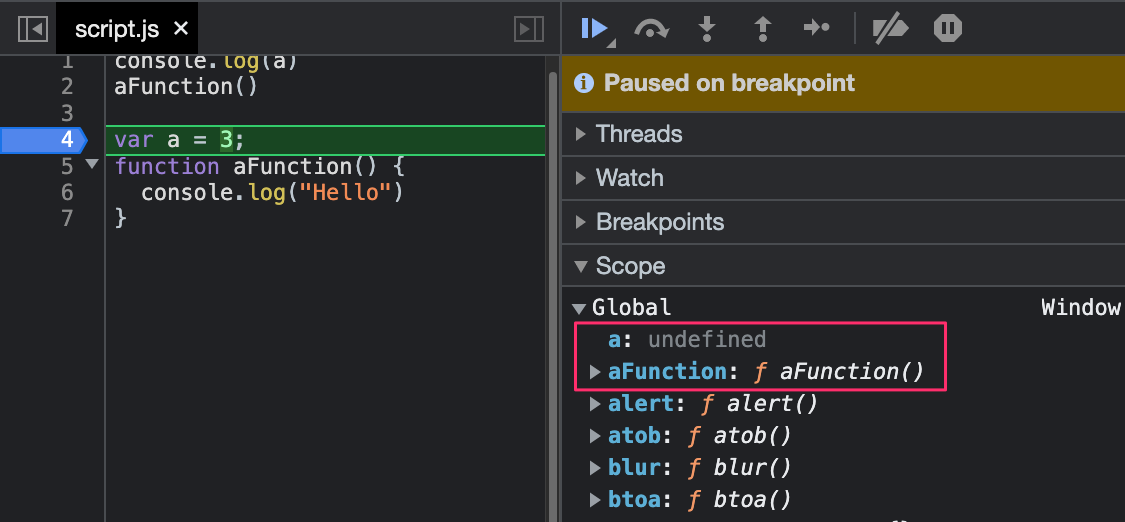 script.js ×
1 console.log(a)
2 aFunction()
3
4 var a = 3;
5 function aFunction() {
6 console.log("Hello")
7 }
Paused on breakpoint
Threads
Watch
Breakpoints
Scope
Global Window
a: undefined
aFunction: ƒ aFunction()
alert: ƒ alert()
atob: ƒ atob()
blur: ƒ blur()
btoa: ƒ btoa()